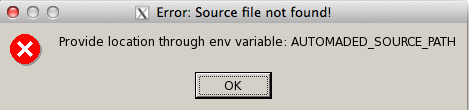 Error: Source file not found!
Provide location through env variable: AUTOMADED_SOURCE_PATH
OK